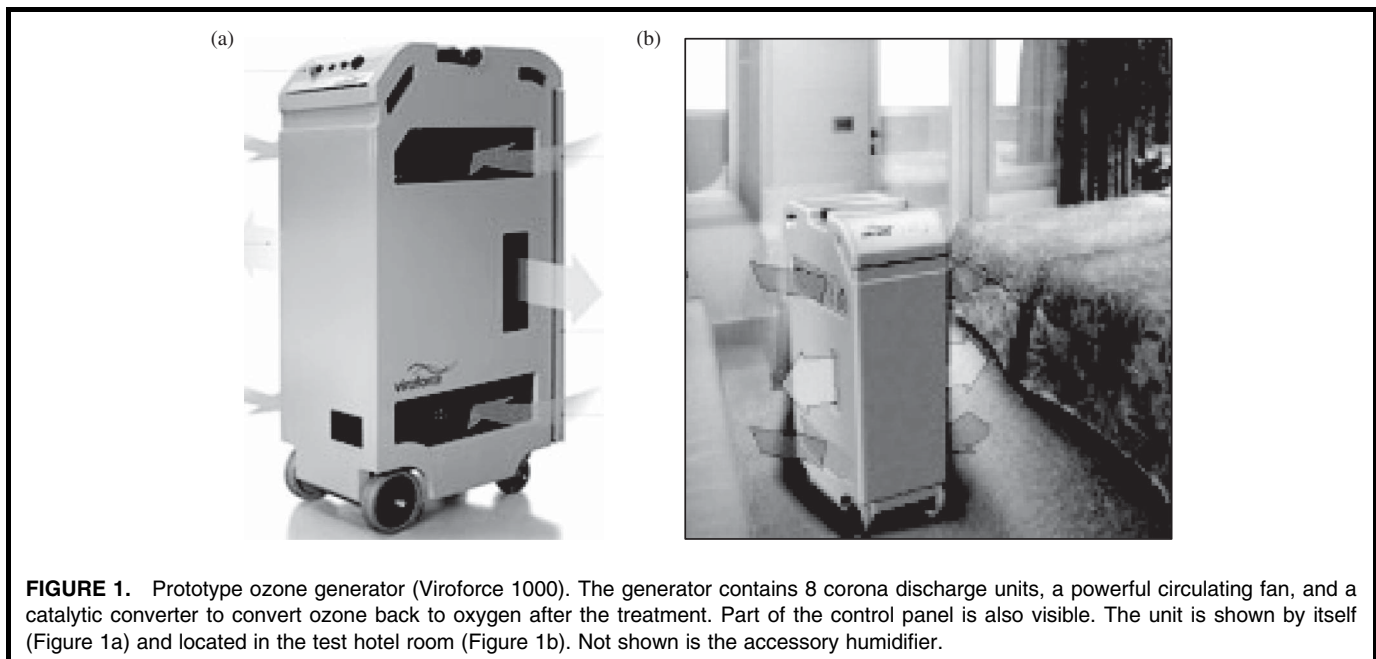 (a)
(b)
viroforce
FIGURE 1. Prototype ozone generator (Viroforce 1000). The generator contains 8 corona discharge units, a powerful circulating fan, and a
catalytic converter to convert ozone back to oxygen after the treatment. Part of the control panel is also visible. The unit is shown by itself
(Figure 1a) and located in the test hotel room (Figure 1b). Not shown is the accessory humidifier.